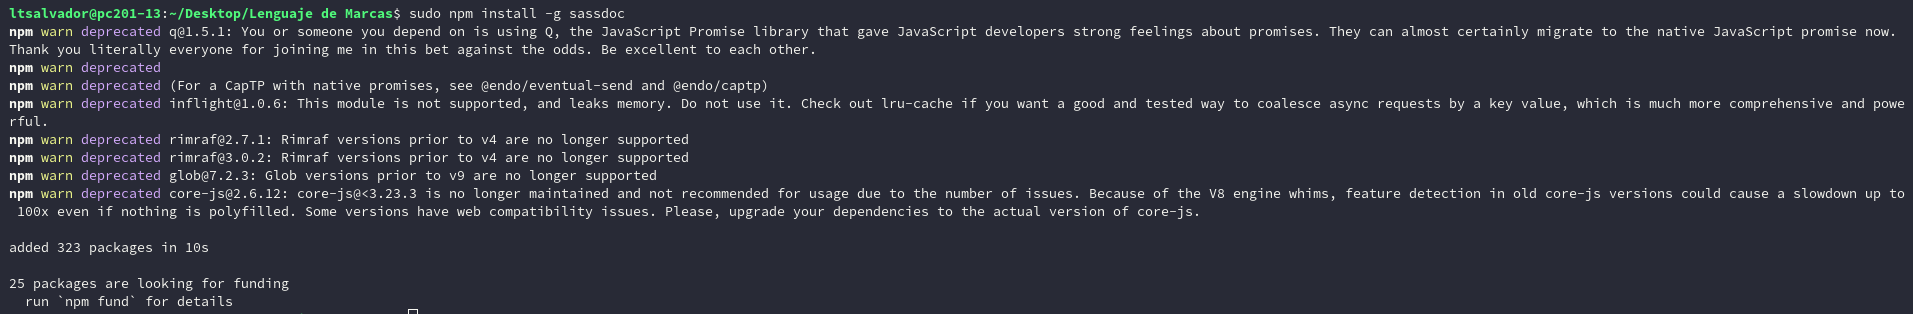 ltsalvador@pc201-13:~/Desktop/Lenguaje de Marcas$ sudo npm install -g sassdoc
npm warn deprecated q@1.5.1: You or someone you depend on is using Q, the JavaScript Promise library that gave JavaScript developers strong feelings about promises. They can almost certainly migrate to the native JavaScript promise now.
Thank you literally everyone for joining me in this bet against the odds. Be excellent to each other.
npm warn deprecated
npm warn deprecated (For a CapTP with native promises, see @endo/eventual-send and @endo/captp)
npm warn deprecated inflight@1.0.6: This module is not supported, and leaks memory. Do not use it. Check out lru-cache if you want a good and tested way to coalesce async requests by a key value, which is much more comprehensive and powe
rful.
npm warn deprecated rimraf@2.7.1: Rimraf versions prior to v4 are no longer supported
npm warn deprecated rimraf@3.0.2: Rimraf versions prior to v4 are no longer supported
npm warn deprecated glob@7.2.3: Glob versions prior to v9 are no longer supported
npm warn deprecated core-js@2.6.12: core-js@<3.23.3 is no longer maintained and not recommended for usage due to the number of issues. Because of the V8 engine whims, feature detection in old core-js versions could cause a slowdown up to
 100x even if nothing is polyfilled. Some versions have web compatibility issues. Please, upgrade your dependencies to the actual version of core-js.
added 323 packages in 10s
25 packages are looking for funding
  run `npm fund` for details